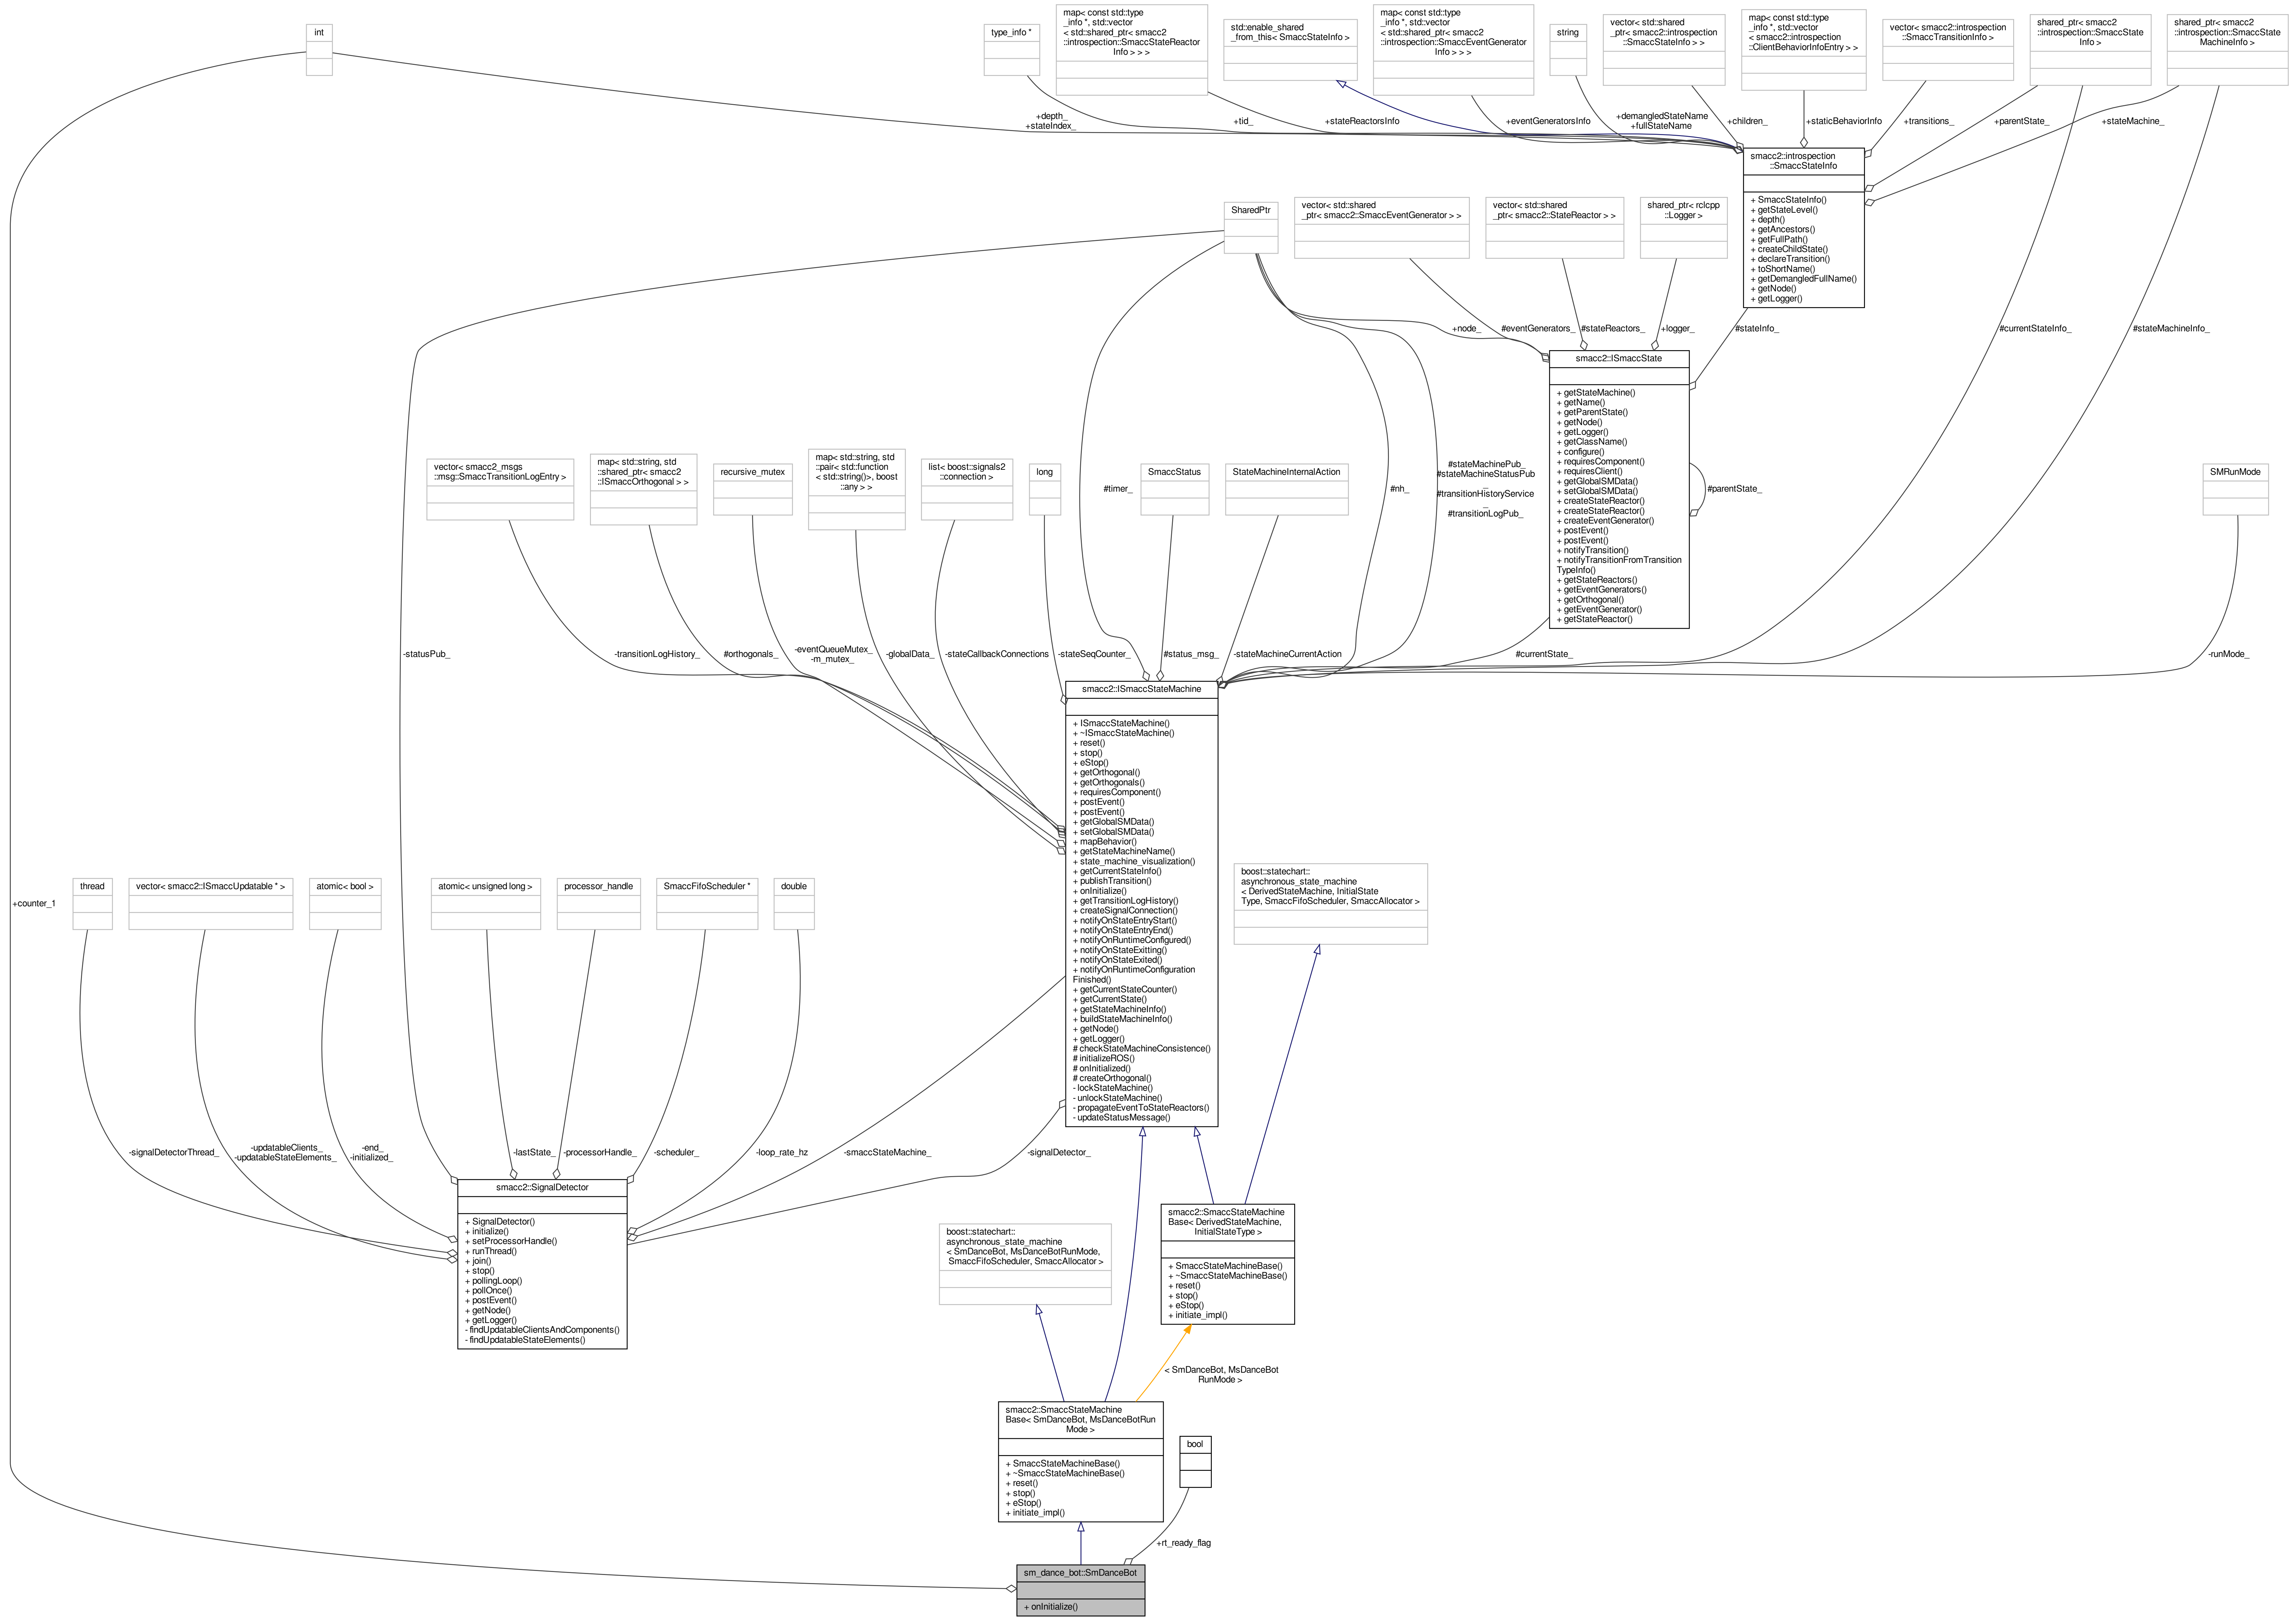 int
type_info *
map< const std::type
_info *, std::vector
< std::shared_ptr< smacc2
::introspection::SmaccStateReactor
Info > > >
std::enable_shared
_from_this< SmaccStateInfo >
map< const std::type
_info *, std::vector
< std::shared_ptr< smacc2
::introspection::SmaccEventGenerator
Info > > >
string
vector< std::shared
_ptr< smacc2::introspection
::SmaccStateInfo > >
map< const std::type
_info *, std::vector
< smacc2::introspection
::ClientBehaviorInfoEntry > >
vector< smacc2::introspection
::SmaccTransitionInfo >
shared_ptr< smacc2
::introspection::SmaccState
Info >
shared_ptr< smacc2
::introspection::SmaccState
MachineInfo >
+depth_
+stateIndex_
+tid_
+stateReactorsInfo
+eventGeneratorsInfo
+demangledStateName
+fullStateName
+children_
+staticBehaviorInfo
+transitions_
+parentState_
+stateMachine_
smacc2::introspection
::SmaccStateInfo
+ SmaccStateInfo()
+ getStateLevel()
+ depth()
+ getAncestors()
+ getFullPath()
+ createChildState()
+ declareTransition()
+ toShortName()
+ getDemangledFullName()
+ getNode()
+ getLogger()
SharedPtr
vector< std::shared
_ptr< smacc2::SmaccEventGenerator > >
vector< std::shared
_ptr< smacc2::StateReactor > >
shared_ptr< rclcpp
::Logger >
+node_
#eventGenerators_
#stateReactors_
+logger_
#stateInfo_
#currentStateInfo_
#stateMachineInfo_
smacc2::ISmaccState
+ getStateMachine()
+ getName()
+ getParentState()
+ getNode()
+ getLogger()
+ getClassName()
+ configure()
+ requiresComponent()
+ requiresClient()
+ getGlobalSMData()
+ setGlobalSMData()
+ createStateReactor()
+ createStateReactor()
+ createEventGenerator()
+ postEvent()
+ postEvent()
+ notifyTransition()
+ notifyTransitionFromTransition
TypeInfo()
+ getStateReactors()
+ getEventGenerators()
+ getOrthogonal()
+ getEventGenerator()
+ getStateReactor()
#parentState_
vector< smacc2_msgs
::msg::SmaccTransitionLogEntry >
map< std::string, std
::shared_ptr< smacc2
::ISmaccOrthogonal > >
recursive_mutex
map< std::string, std
::pair< std::function
< std::string()>, boost
::any > >
list< boost::signals2
::connection >
long
#timer_
SmaccStatus
StateMachineInternalAction
#nh_
#stateMachinePub_
#stateMachineStatusPub
_
#transitionHistoryService
_
#transitionLogPub_
SMRunMode
-statusPub_
-transitionLogHistory_
#orthogonals_
-eventQueueMutex_
-m_mutex_
-globalData_
-stateCallbackConnections
-stateSeqCounter_
#status_msg_
-stateMachineCurrentAction
#currentState_
-runMode_
smacc2::ISmaccStateMachine
+ ISmaccStateMachine()
+ ~ISmaccStateMachine()
+ reset()
+ stop()
+ eStop()
+ getOrthogonal()
+ getOrthogonals()
+ requiresComponent()
+ postEvent()
+ postEvent()
+ getGlobalSMData()
+ setGlobalSMData()
+ mapBehavior()
+ getStateMachineName()
+ state_machine_visualization()
+ getCurrentStateInfo()
+ publishTransition()
+ onInitialize()
+ getTransitionLogHistory()
+ createSignalConnection()
+ notifyOnStateEntryStart()
+ notifyOnStateEntryEnd()
+ notifyOnRuntimeConfigured()
+ notifyOnStateExitting()
+ notifyOnStateExited()
+ notifyOnRuntimeConfiguration
Finished()
+ getCurrentStateCounter()
+ getCurrentState()
+ getStateMachineInfo()
+ buildStateMachineInfo()
+ getNode()
+ getLogger()
# checkStateMachineConsistence()
# initializeROS()
# onInitialized()
# createOrthogonal()
- lockStateMachine()
- unlockStateMachine()
- propagateEventToStateReactors()
- updateStatusMessage()
+counter_1
thread
vector< smacc2::ISmaccUpdatable * >
atomic< bool >
atomic< unsigned long >
processor_handle
SmaccFifoScheduler *
double
boost::statechart::
asynchronous_state_machine
< DerivedStateMachine, InitialState
Type, SmaccFifoScheduler, SmaccAllocator >
-signalDetectorThread_
-updatableClients_
-updatableStateElements_
-end_
-initialized_
-lastState_
-processorHandle_
-scheduler_
-loop_rate_hz
-smaccStateMachine_
-signalDetector_
smacc2::SignalDetector
+ SignalDetector()
+ initialize()
+ setProcessorHandle()
+ runThread()
+ join()
+ stop()
+ pollingLoop()
+ pollOnce()
+ postEvent()
+ getNode()
+ getLogger()
- findUpdatableClientsAndComponents()
- findUpdatableStateElements()
boost::statechart::
asynchronous_state_machine
< SmDanceBot, MsDanceBotRunMode,
SmaccFifoScheduler, SmaccAllocator >
smacc2::SmaccStateMachine
Base< DerivedStateMachine,
InitialStateType >
+ SmaccStateMachineBase()
+ ~SmaccStateMachineBase()
+ reset()
+ stop()
+ eStop()
+ initiate_impl()
< SmDanceBot, MsDanceBot
RunMode >
smacc2::SmaccStateMachine
Base< SmDanceBot, MsDanceBotRun
Mode >
+ SmaccStateMachineBase()
+ ~SmaccStateMachineBase()
+ reset()
+ stop()
+ eStop()
+ initiate_impl()
bool
+rt_ready_flag
sm_dance_bot::SmDanceBot
+ onInitialize()